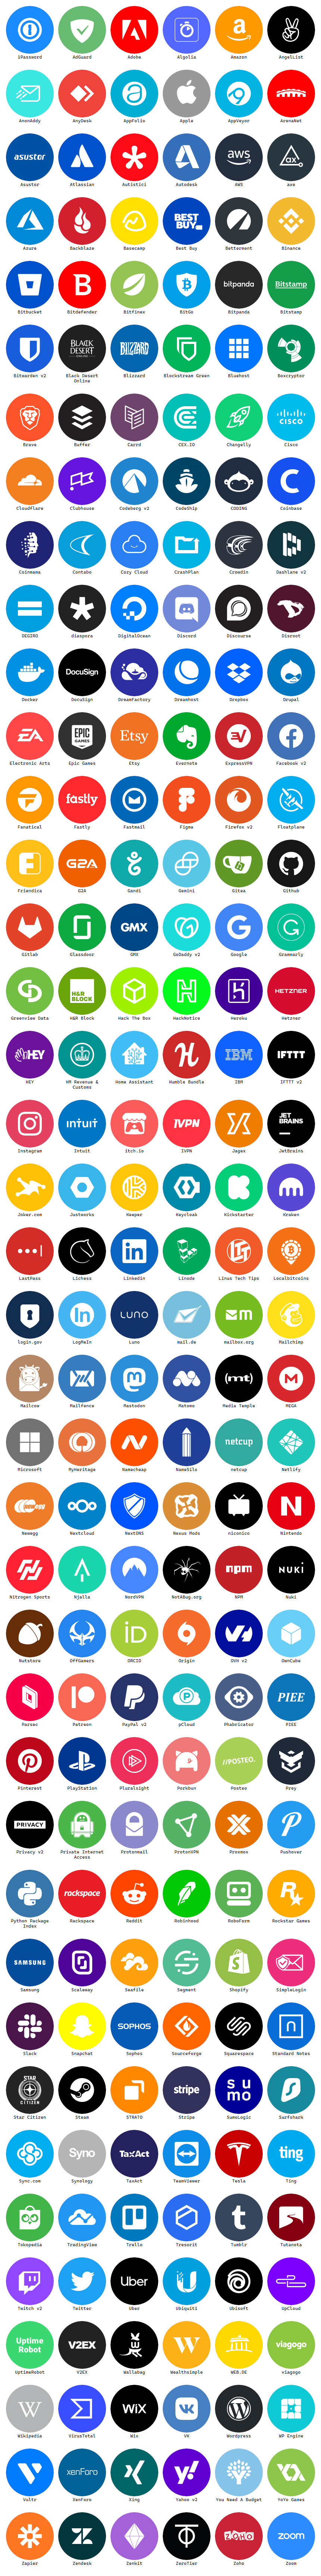 1Password AdGuard Adobe Algolia Amazon AngelList
AnonAddy AnyDesk AppFolio Apple AppVeyor ArenaNet
asustor aws ax
Asustor Atlassian Autistici Autodesk AWS axe
BEST BUY
Azure Backblaze Basecamp Best Buy Betterment Binance
B bitpanda Bitstamp
Bitbucket Bitdefender Bitfinex BitGo Bitpanda Bitstamp
BLACK DESERT BLIZZARD
Bitwarden v2 Black Desert Online Blizzard Blockstream Green Bluehost Boxcryptor
CISCO
Brave Buffer Carrd CEX.IO Changelly Cisco
C
CloudFlare Clubhouse Codeberg v2 CodeShip CODING Coinbase
Coinmama Contabo Cozy Cloud CrashPlan Crowdin Dashlane v2
DEGIRO diaspora DigitalOcean Discord Discourse Disroot
DocuSign
Docker DocuSign DreamFactory Dreamhost Dropbox Drupal
EA EPIC GAMES Etsy EV f
Electronic Arts Epic Games Etsy Evernote ExpressVPN Facebook v2
fastly
Fanatical Fastly Fastmail Figma Firefox v2 Floatplane
G2A
Friendica G2A Gandi Gemini Gitea Github
GMX G G
Gitlab Glassdoor GMX GoDaddy v2 Google Grammarly
H&R BLOCK HETZNER
Greenview Data H&R Block Hack The Box HackNotice Heroku Hetzner
HEY H IBM IFTTT
HEY HM Revenue & Customs Home Assistant Humble Bundle IBM IFTTT v2
intuit IVPN JET BRAINS
Instagram Intuit itch.io IVPN Jagex JetBrains
K
Joker.com Justworks Keeper Keycloak Kickstarter Kraken
in
LastPass Lichess Linkedin Linode Linus Tech Tips Localbitcoins
in LUNO m
login.gov LogMeIn Luno mail.de mailbox.org Mailchimp
(mt) M
Mailcow Mailfence Mastodon Matomo Media Temple MEGA
netcup
Microsoft MyHeritage Namecheap NameSilo netcup Netlify
N
Newegg Nextcloud NextDNS Nexus Mods niconico Nintendo
npm NUKI
Nitrogen Sports Njalla NordVPN NotABug.org NPM Nuki
iD
Nutstore OffGamers ORCID Origin OVH v2 OxnCube
P PIEE
Parsec Patreon PayPal v2 pCloud Phabricator PIEE
//POSTEO.
Pinterest PlayStation Pluralsight Porkbun Posteo Prey
PRIVACY
Privacy v2 Private Internet Access Protonmail ProtonVPN Proxmox Pushover
rackspace R
Python Package Index Rackspace Reddit Robinhood RoboForm Rockstar Games
SAMSUNG S
Samsung Scaleway Seafile Segment Shopify SimpleLogin
SOPHOS
Slack Snapchat Sophos Sourceforge Squarespace Standard Notes
STAR CITIZEN stripe sumo
Star Citizen Steam STRATO Stripe SumoLogic Surfshark
Syno TaxAct ting
Sync.com Synology TaxAct TeamViewer Tesla Ting
t
Tokopedia TradingView Trello Tresorit Tumblr Tutanota
Uber
Twitch v2 Twitter Uber Ubiquiti Ubisoft UpCloud
Uptime Robot V2EX W viagogo
UptimeRobot V2EX Wallabag Wealthsimple WEB.DE viagogo
W WiX VK W
Wikipedia VirusTotal Wix VK Wordpress WP Engine
xenForo y!
Vultr XenForm Xing Yahoo v2 You Need A Budget YoYo Games
ZOHO zoom
Zapier Zendesk Zenkit ZeroTier Zoho Zoom